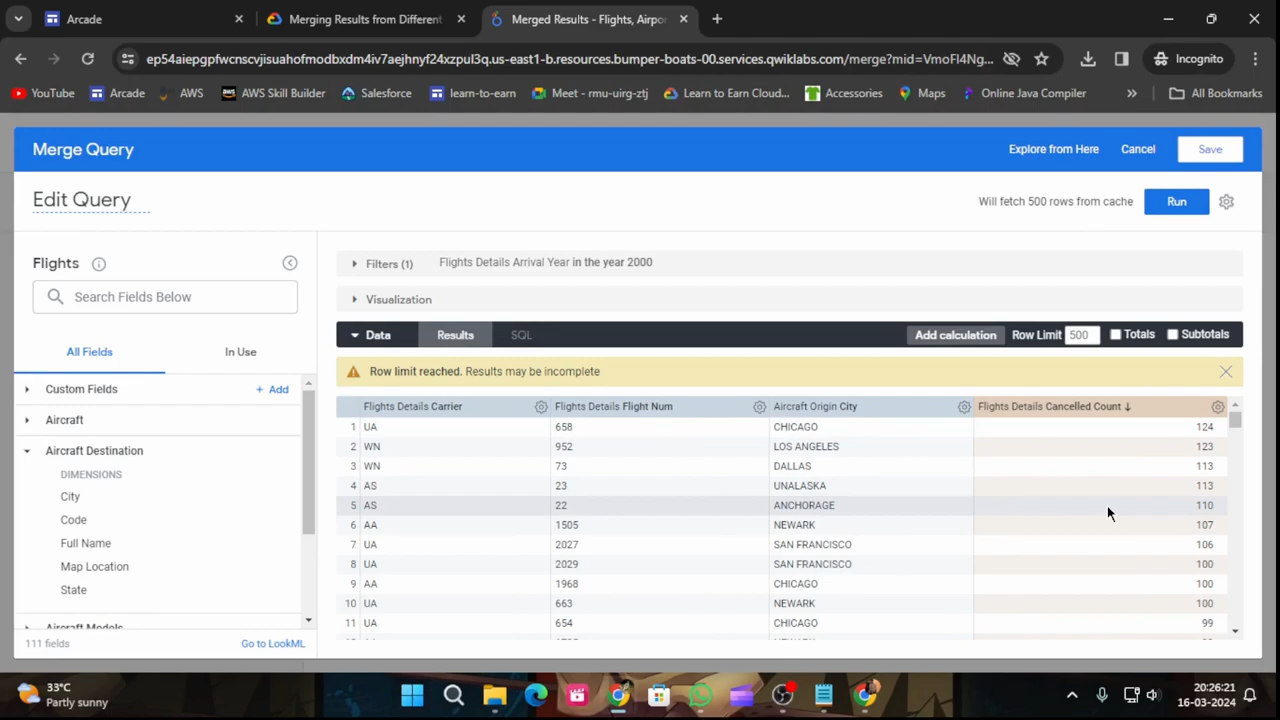 Arcade
Merging Results from Different
Merged Results - Flights, Airpor
ep54aiepgpfwcnscvjisuahofmodbxdm4iv7aejhnyf24xzpul3q.us-east1-b.resources.bumper-boats-00.services.qwiklabs.com/merge?mid=VmoFl4Ng...
Incognito
YouTube Arcade AWS AWS Skill Builder Salesforce learn-to-earn Meet - rmu-uirg-ztj Learn to Earn Cloud... Accessories Maps Online Java Compiler » All Bookmarks
Merge Query Explore from Here Cancel Save
Edit Query Will fetch 500 rows from cache Run
Flights
Search Fields Below
All Fields In Use
Custom Fields + Add
Aircraft
Aircraft Destination
DIMENSIONS
City
Code
Full Name
Map Location
State
Aircraft Models
111 fields Go to LookML
Filters (1) Flights Details Arrival Year in the year 2000
Visualization
Data Results SQL Add calculation Row Limit 500 Totals Subtotals
Row limit reached. Results may be incomplete
Flights Details Carrier Flights Details Flight Num Aircraft Origin City Flights Details Cancelled Count ↓
1 UA 658 CHICAGO 124
2 WN 952 LOS ANGELES 123
3 WN 73 DALLAS 113
4 AS 23 UNALASKA 113
5 AS 22 ANCHORAGE 110
6 AA 1505 NEWARK 107
7 UA 2027 SAN FRANCISCO 106
8 UA 2029 SAN FRANCISCO 100
9 AA 1968 CHICAGO 100
10 UA 663 NEWARK 100
11 UA 654 CHICAGO 99
33°C
Partly sunny
20:26:21
16-03-2024